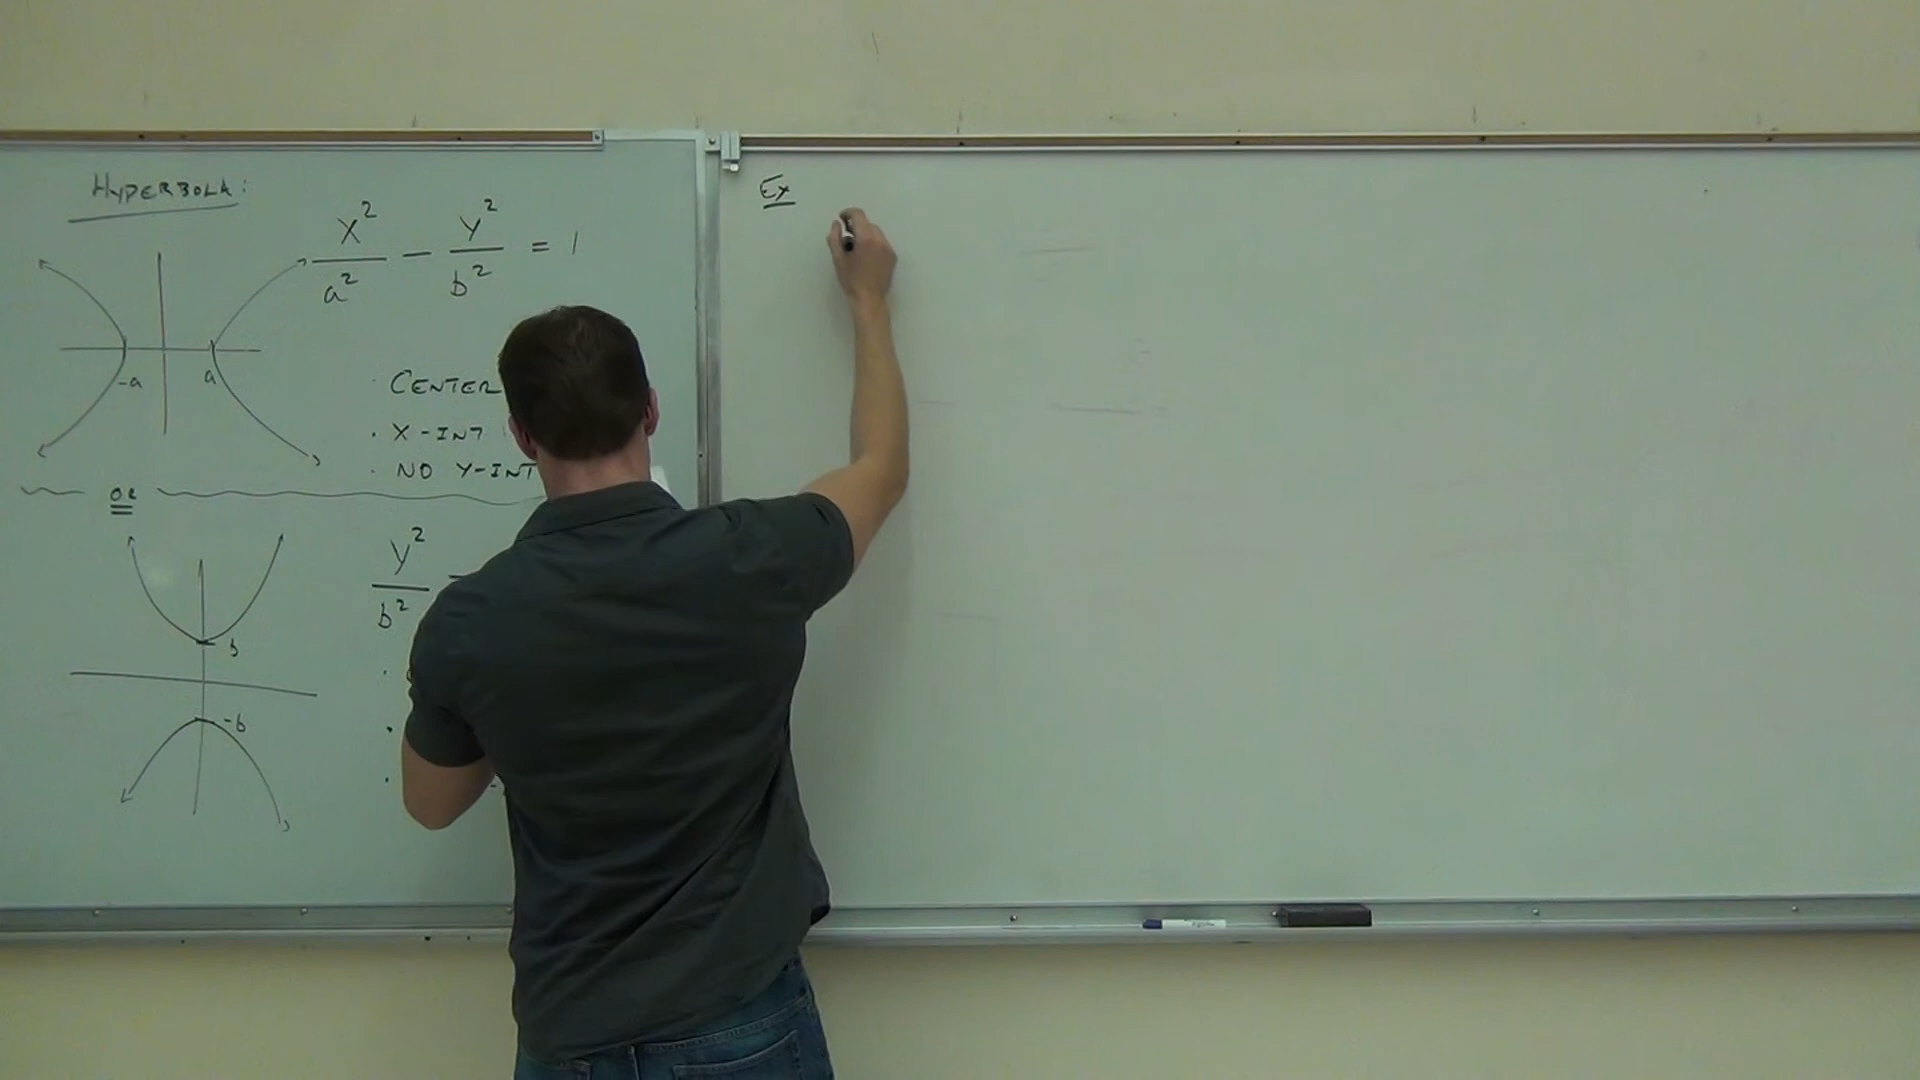 HYPERBOLA:
x²/a² - y²/b² = 1
-a a
· CENTER
· X-INT
· NO Y-INT
OR
y²/b² -
b
-b
Ex